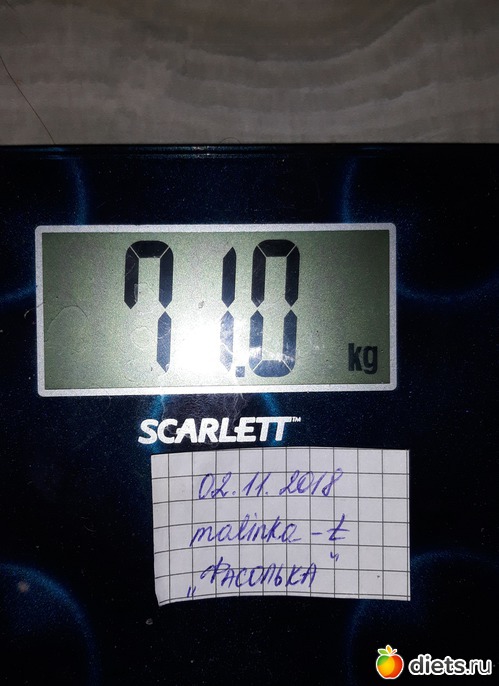 71.0 kg
SCARLETT™
02.11.2018
malinka-t
„Фасолька"
diets.ru